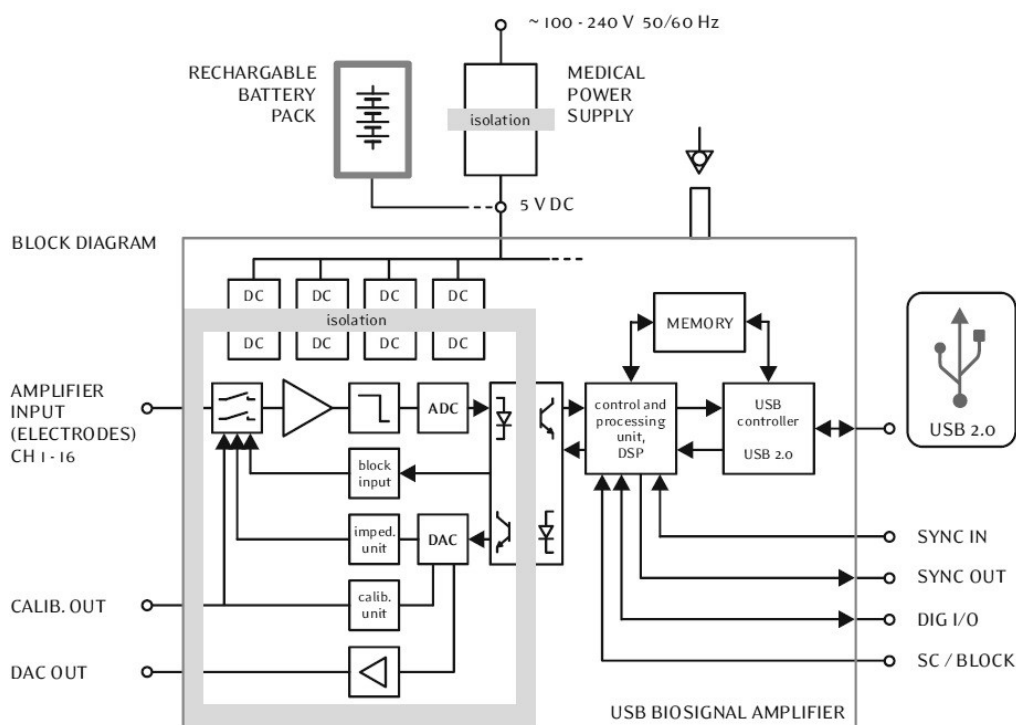 ~ 100 - 240 V 50/60 Hz
RECHARGABLE
BATTERY
PACK
MEDICAL
POWER
SUPPLY
isolation
5 V DC
BLOCK DIAGRAM
DC
DC
DC
DC
isolation
DC
DC
DC
DC
MEMORY
AMPLIFIER
INPUT
(ELECTRODES)
CH 1 - 16
ADC
control and
processing
unit,
DSP
USB
controller
USB 2.0
USB 2.0
block
input
imped.
unit
DAC
SYNC IN
SYNC OUT
CALIB. OUT
calib.
unit
DIG I/O
DAC OUT
SC / BLOCK
USB BIOSIGNAL AMPLIFIER